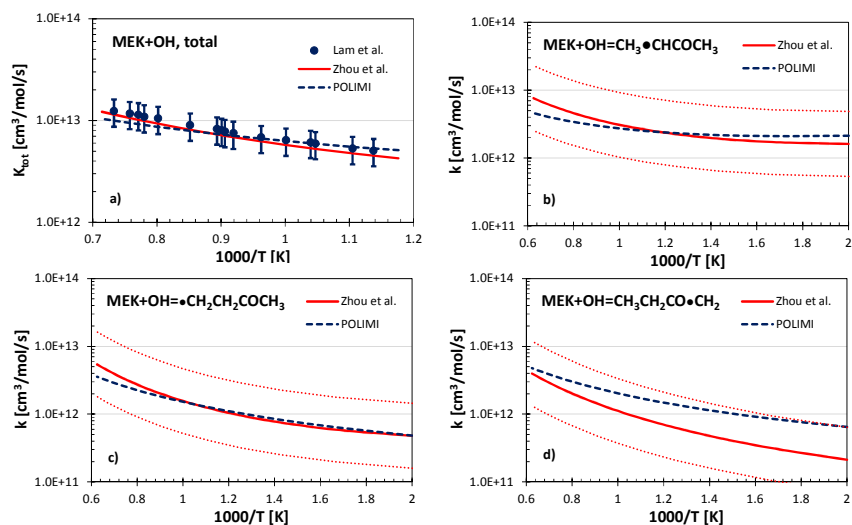 1.0E+14
MEK+OH, total
Lam et al.
Zhou et al.
POLIMI
1.0E+13
1.0E+12
K_tot [cm³/mol/s]
a)
0.7 0.8 0.9 1 1.1 1.2
1000/T [K]
1.0E+14
MEK+OH=CH₃●CHCOCH₃
Zhou et al.
POLIMI
1.0E+13
1.0E+12
1.0E+11
k [cm³/mol/s]
b)
0.6 0.8 1 1.2 1.4 1.6 1.8 2
1000/T [K]
1.0E+14
MEK+OH=●CH₂CH₂COCH₃
Zhou et al.
POLIMI
1.0E+13
1.0E+12
1.0E+11
k [cm³/mol/s]
c)
0.6 0.8 1 1.2 1.4 1.6 1.8 2
1000/T [K]
1.0E+14
MEK+OH=CH₃CH₂CO●CH₂
Zhou et al.
POLIMI
1.0E+13
1.0E+12
1.0E+11
k [cm³/mol/s]
d)
0.6 0.8 1 1.2 1.4 1.6 1.8 2
1000/T [K]